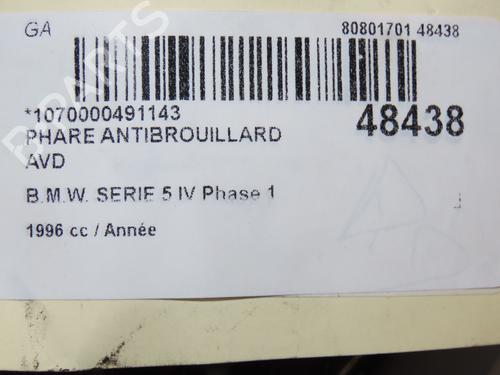 GA
80801701 48438
*1070000491143
48438
PHARE ANTIBROUILLARD
AVD
B.M.W. SERIE 5 IV Phase 1
1996 cc / Année